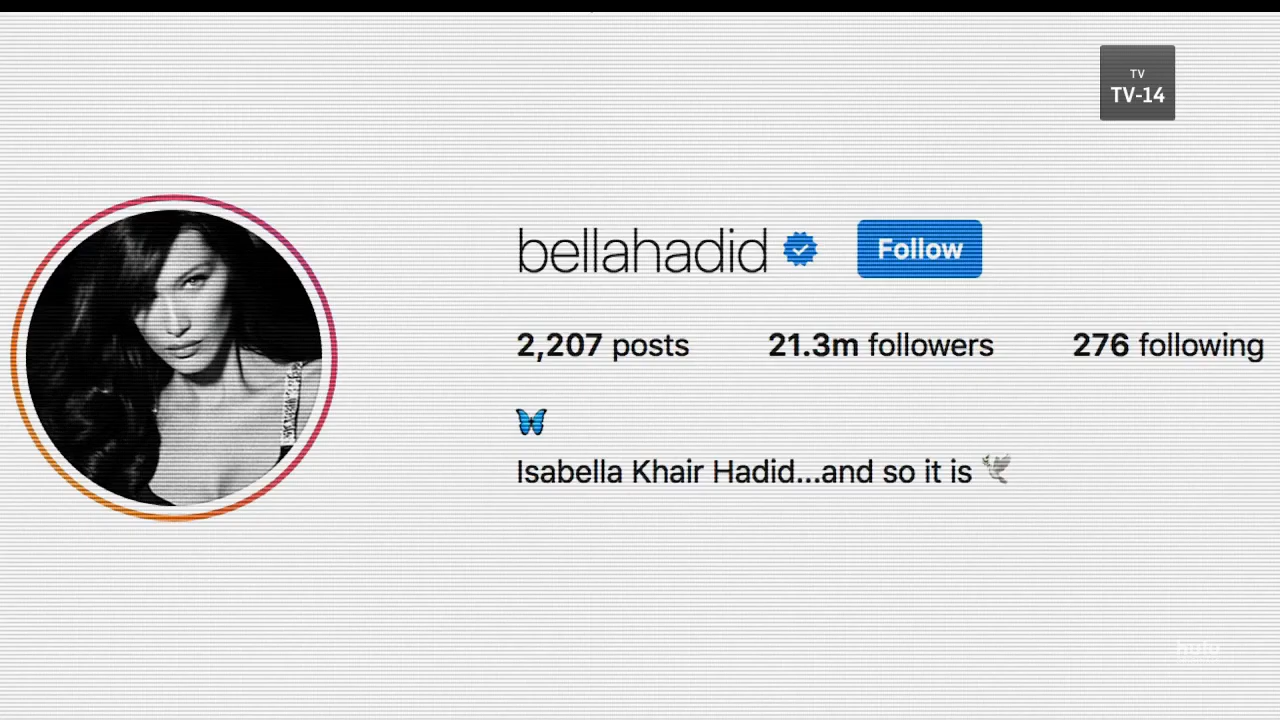 TV
TV-14
bellahadid
Follow
2,207 posts 21.3m followers 276 following
🦋
Isabella Khair Hadid...and so it is 🕊
hulu